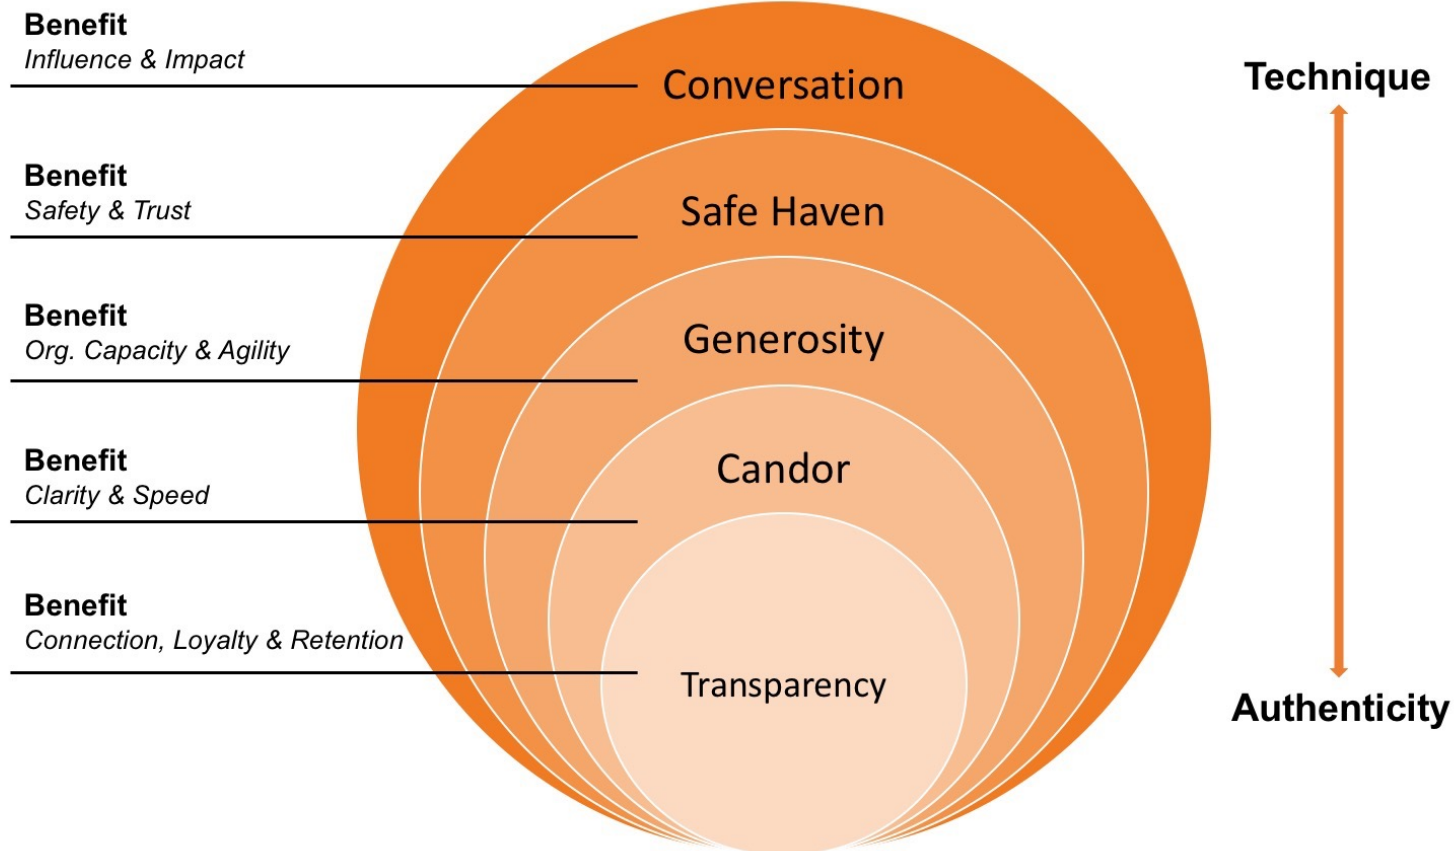 Benefit
Influence & Impact
Conversation
Technique
Benefit
Safety & Trust
Safe Haven
Benefit
Org. Capacity & Agility
Generosity
Benefit
Clarity & Speed
Candor
Benefit
Connection, Loyalty & Retention
Transparency
Authenticity